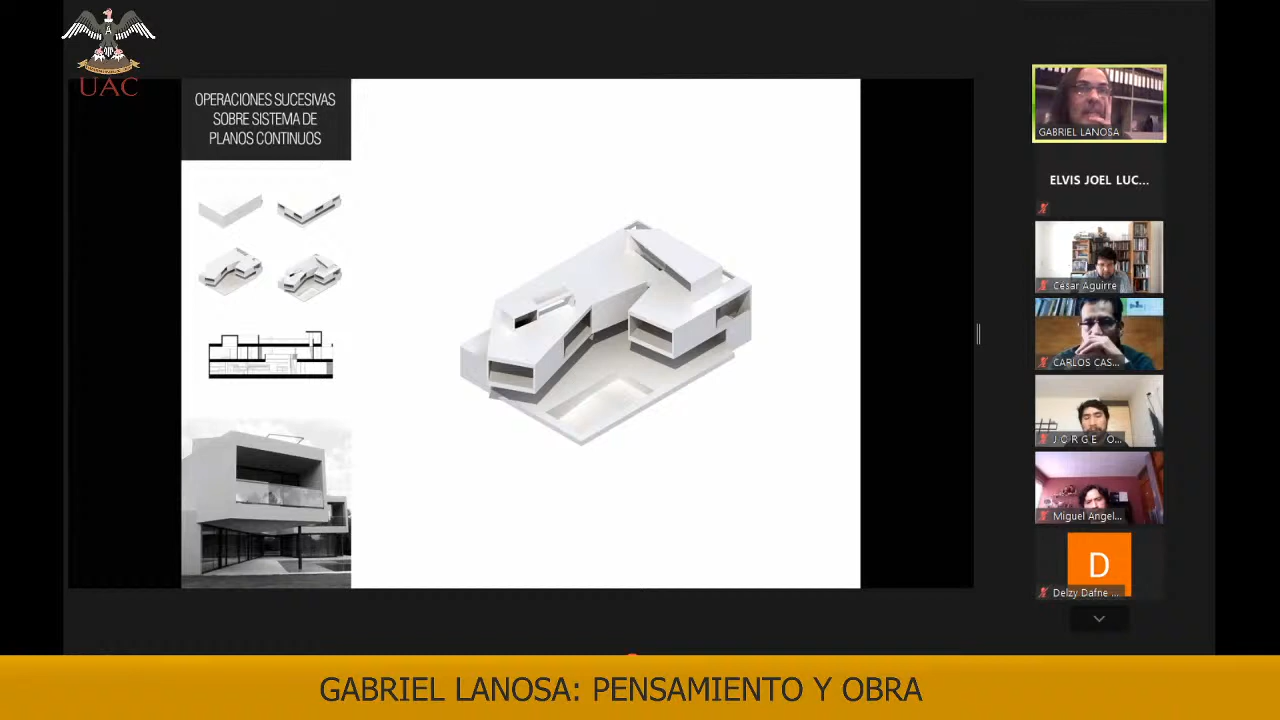 UAC
OPERACIONES SUCESIVAS
SOBRE SISTEMA DE
PLANOS CONTINUOS
GABRIEL LANOSA
ELVIS JOEL LUC...
César Aguirre
CARLOS CAS...
J O R G E O...
Miguel Angel...
D
Delzy Dafne ...
GABRIEL LANOSA: PENSAMIENTO Y OBRA